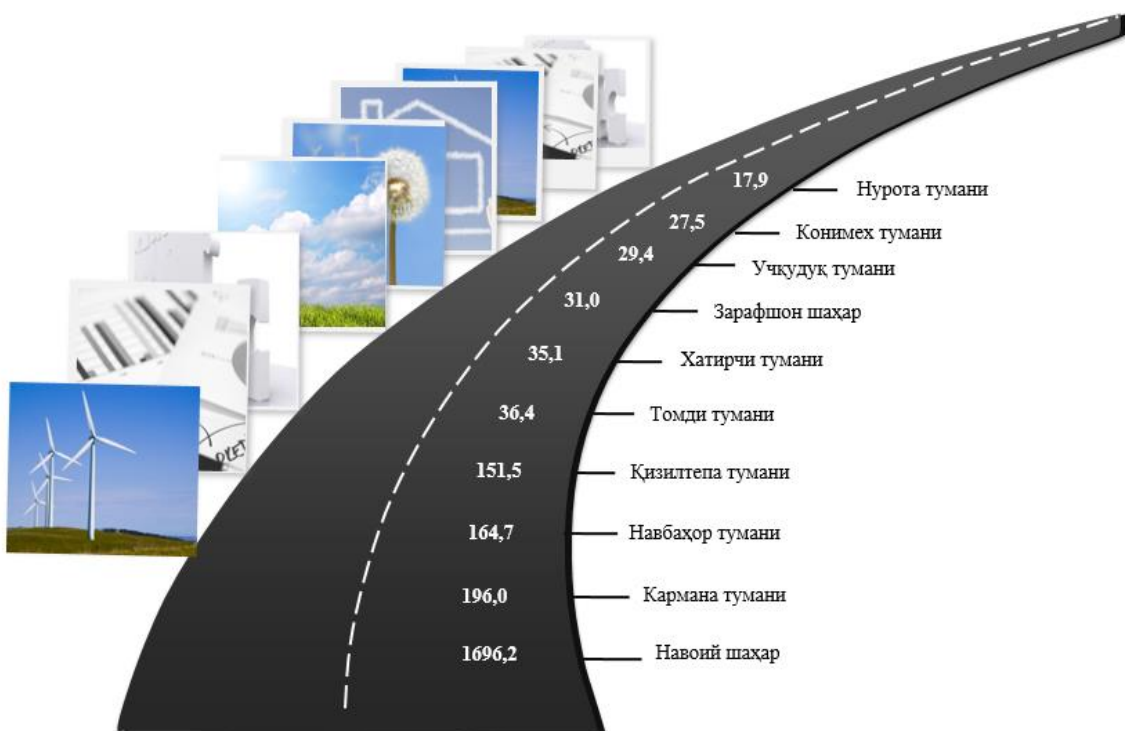 17,9 Нурота тумани
27,5 Конимех тумани
29,4 Учқудуқ тумани
31,0 Зарафшон шаҳар
35,1 Хатирчи тумани
36,4 Томди тумани
151,5 Қизилтепа тумани
164,7 Навбаҳор тумани
196,0 Кармана тумани
1696,2 Навоий шаҳар